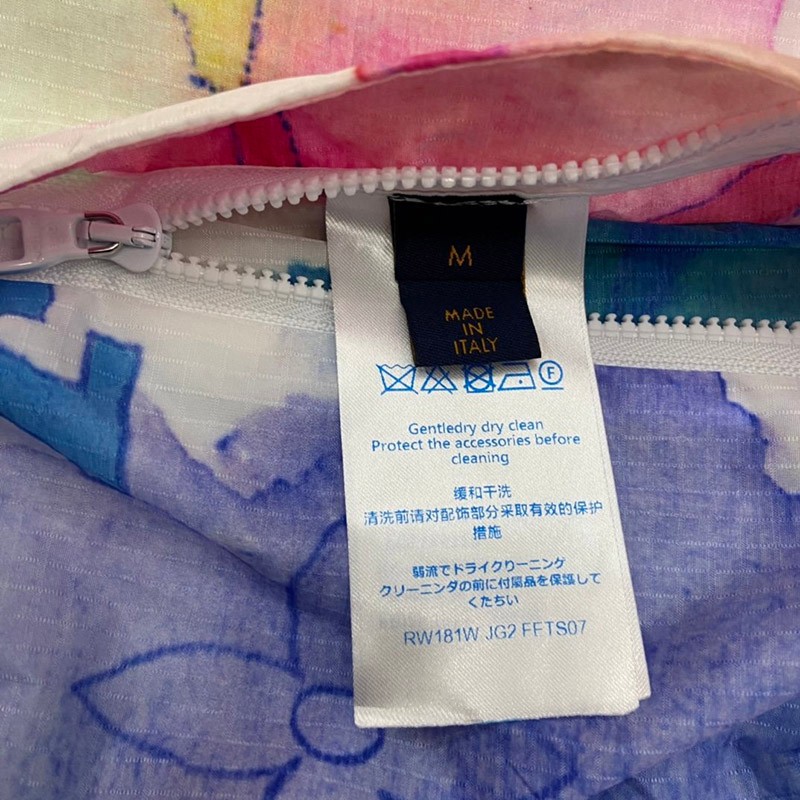 M
MADE
IN
ITALY
F
Gentledry dry clean
Protect the accessories before
cleaning
缓和干洗
清洗前请对配饰部分采取有效的保护
措施
弱流でドライクリーニング
クリーニンダの前に付属品を保護して
くたちい
RW181W JG2 FFTS07